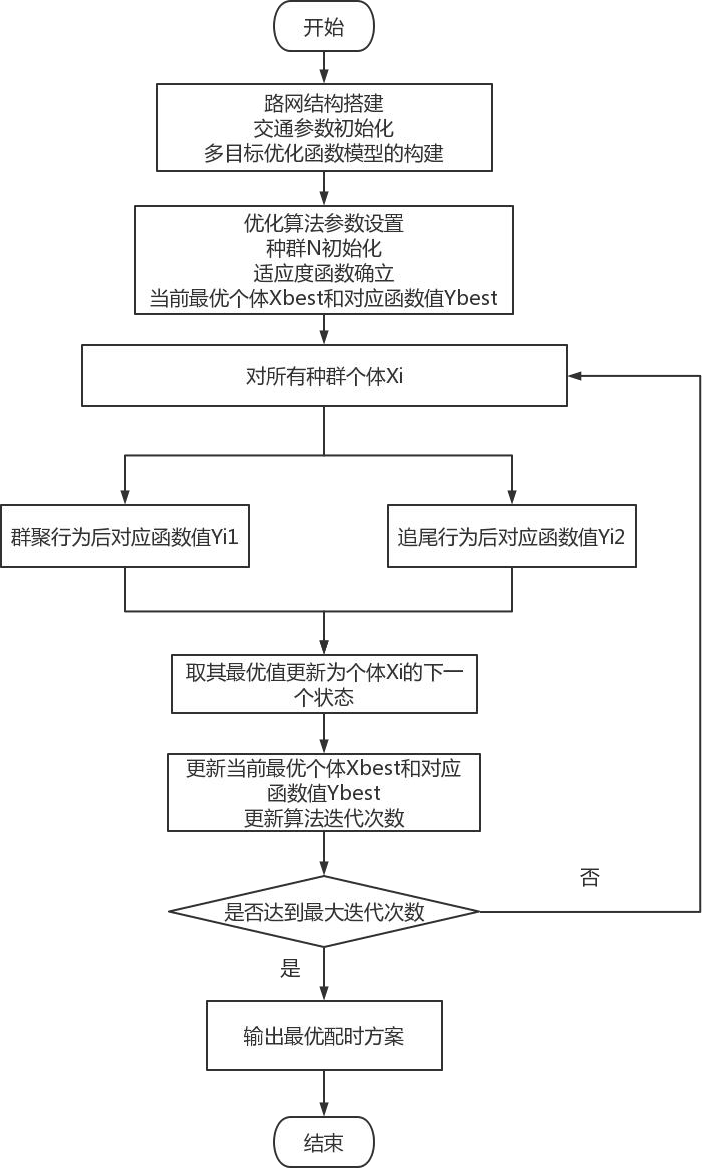 开始
路网结构搭建
交通参数初始化
多目标优化函数模型的构建
优化算法参数设置
种群N初始化
适应度函数确立
当前最优个体Xbest和对应函数值Ybest
对所有种群个体Xi
群聚行为后对应函数值Yi1
追尾行为后对应函数值Yi2
取其最优值更新为个体Xi的下一
个状态
更新当前最优个体Xbest和对应
函数值Ybest
更新算法迭代次数
是否达到最大迭代次数
否
是
输出最优配时方案
结束